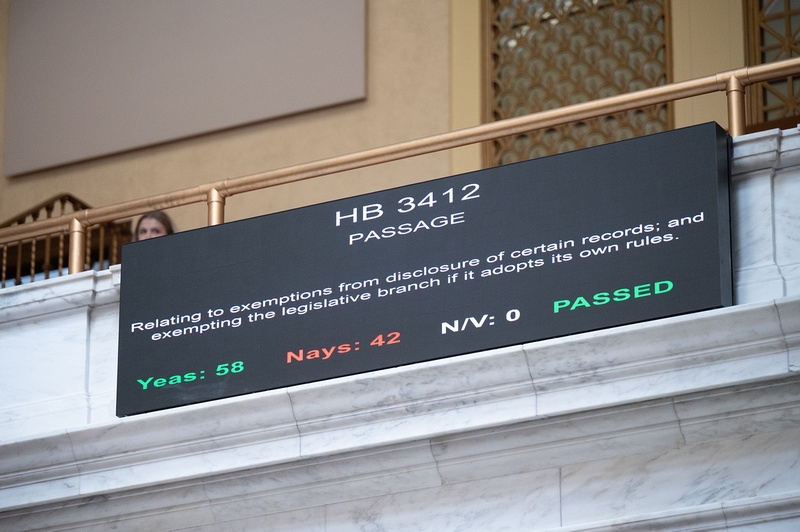 HB 3412
PASSAGE
Relating to exemptions from disclosure of certain records; and
exempting the legislative branch if it adopts its own rules.
Yeas: 58 Nays: 42 N/V: 0 PASSED